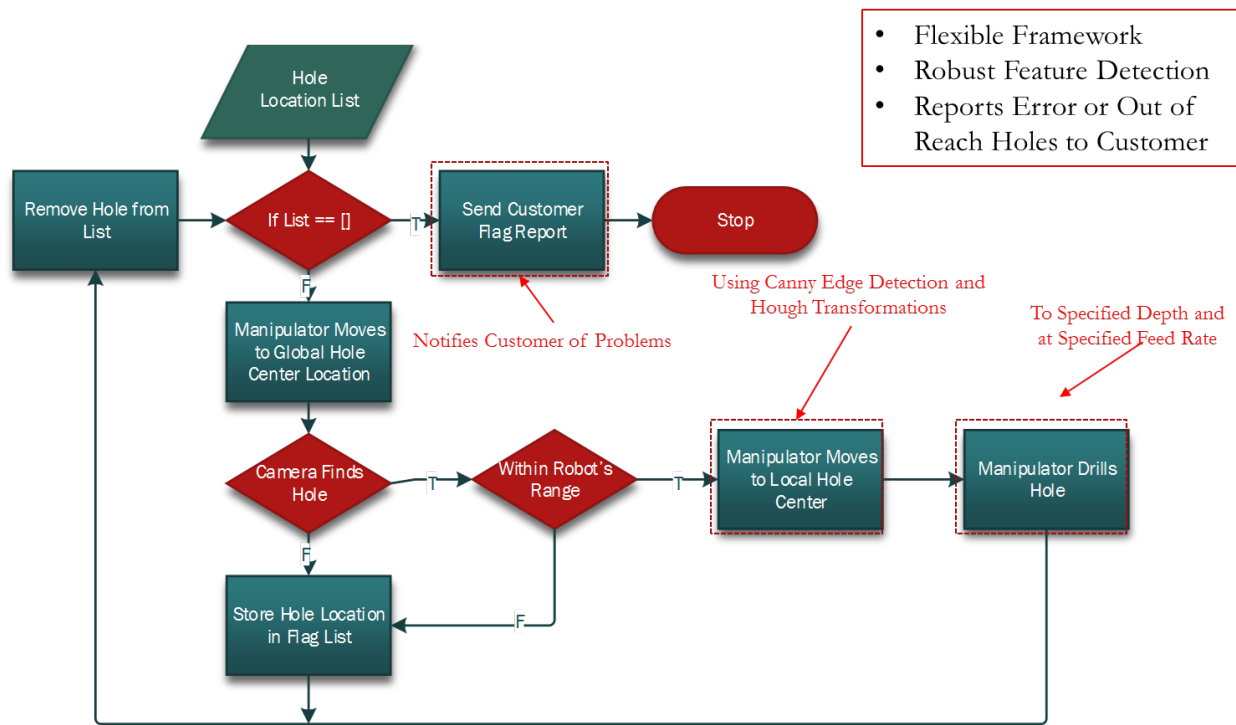 • Flexible Framework
• Robust Feature Detection
• Reports Error or Out of
Reach Holes to Customer
Hole
Location List
Remove Hole from
List
If List == []
T
Send Customer
Flag Report
Stop
F
Notifies Customer of Problems
Using Canny Edge Detection and
Hough Transformations
To Specified Depth and
at Specified Feed Rate
Manipulator Moves
to Global Hole
Center Location
Camera Finds
Hole
T
Within Robot's
Range
T
Manipulator Moves
to Local Hole
Center
Manipulator Drills
Hole
F
F
Store Hole Location
in Flag List